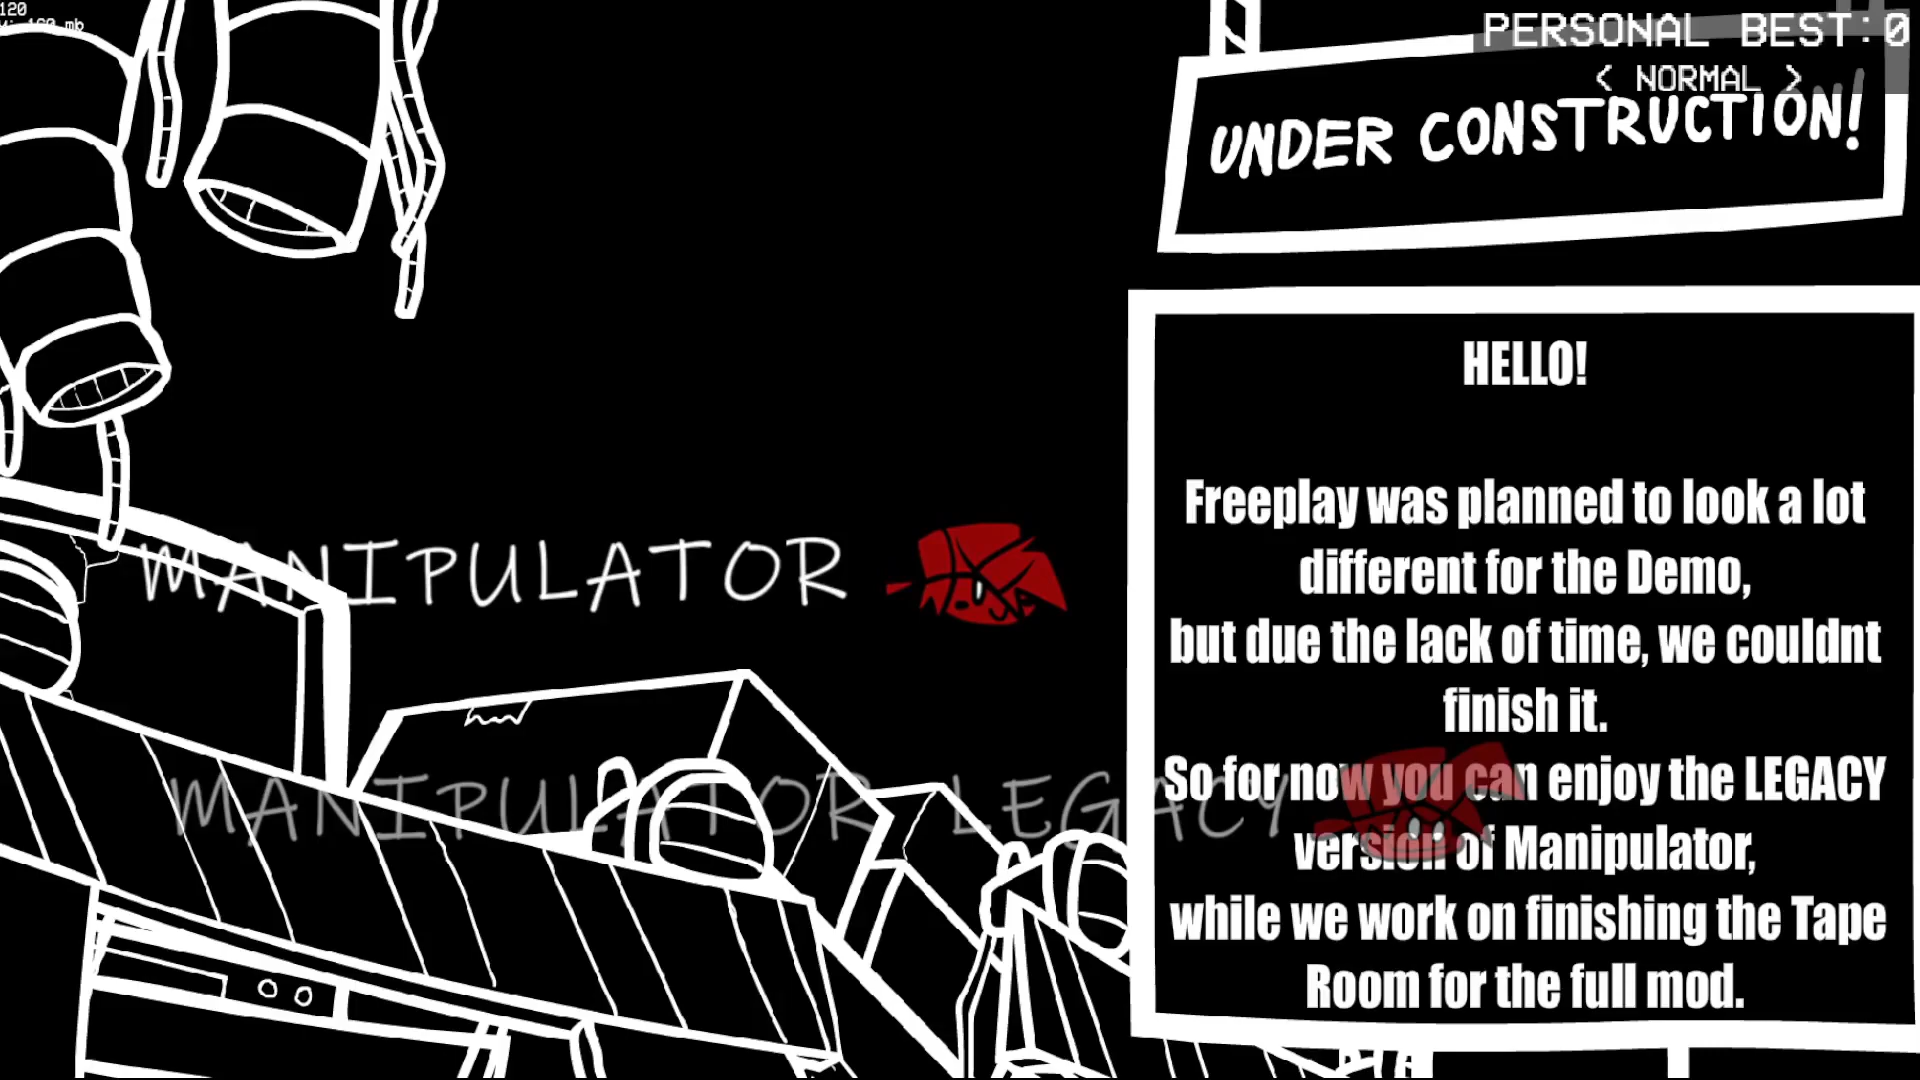 120
PERSONAL BEST:0
< NORMAL >
UNDER CONSTRUCTION!
HELLO!
Freeplay was planned to look a lot
different for the Demo,
but due the lack of time, we couldnt
finish it.
So for now you can enjoy the LEGACY
version of Manipulator,
while we work on finishing the Tape
Room for the full mod.
MANIPULATOR
MANIPULATOR LEGACY